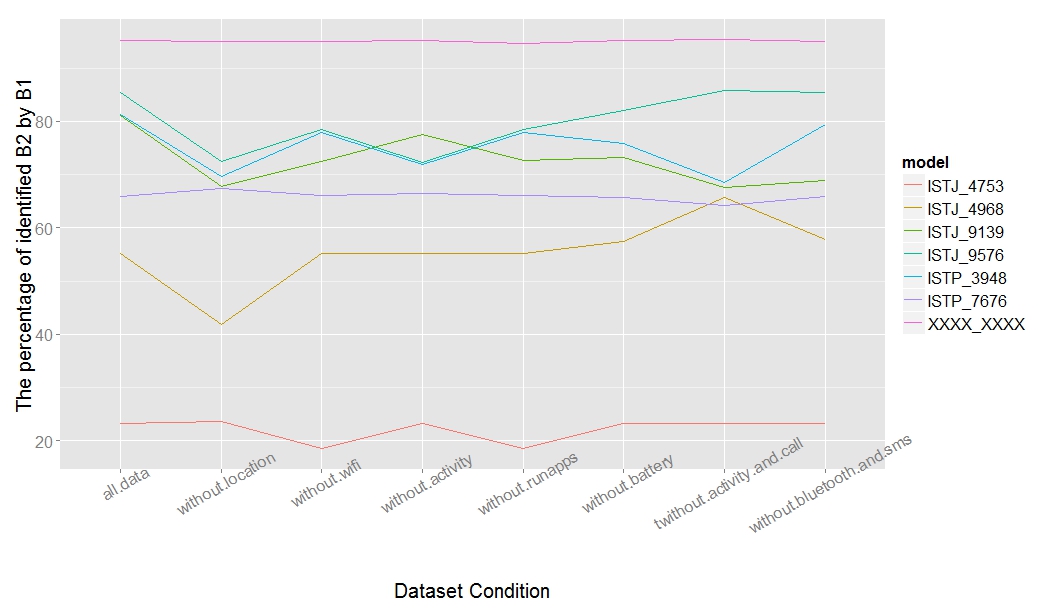 The percentage of identified B2 by B1
80
60
40
20
all.data
without.location
without.wifi
without.activity
without.runapps
without.battery
twithout.activity.and.call
without.bluetooth.and.sms
Dataset Condition
model
ISTJ_4753
ISTJ_4968
ISTJ_9139
ISTJ_9576
ISTP_3948
ISTP_7676
XXXX_XXXX